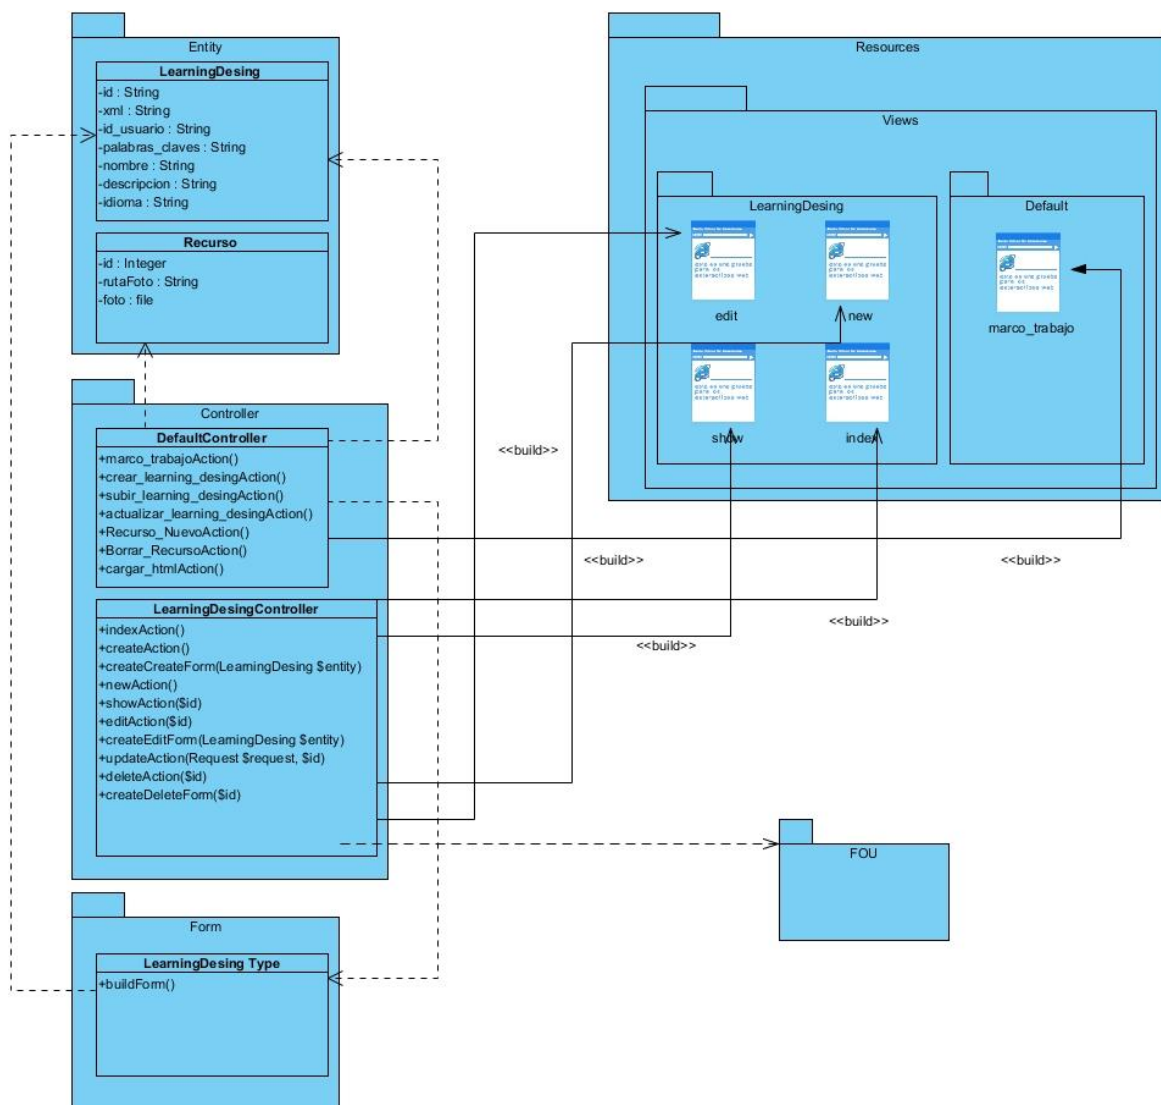 Entity
LearningDesing
-id : String
-xml : String
-id_usuario : String
-palabras_claves : String
-nombre : String
-descripcion : String
-idioma : String
Recurso
-id : Integer
-rutaFoto : String
-foto : file
Resources
Views
LearningDesing
edit
new
show
index
Default
marco_trabajo
Controller
DefaultController
+marco_trabajoAction()
+crear_learning_desingAction()
+subir_learning_desingAction()
+actualizar_learning_desingAction()
+Recurso_NuevoAction()
+Borrar_RecursoAction()
+cargar_htmlAction()
LearningDesingController
+indexAction()
+createAction()
+createCreateForm(LearningDesing $entity)
+newAction()
+showAction($id)
+editAction($id)
+createEditForm(LearningDesing $entity)
+updateAction(Request $request, $id)
+deleteAction($id)
+createDeleteForm($id)
<<build>>
<<build>>
<<build>>
<<build>>
<<build>>
FOU
Form
LearningDesing Type
+buildForm()